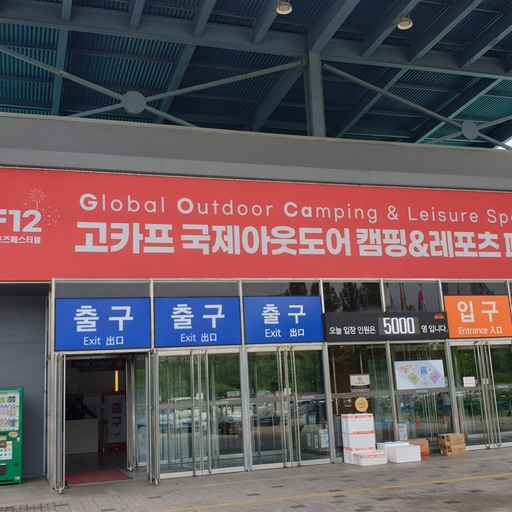 Global Outdoor Camping & Leisure
고카프 국제아웃도어 캠핑&레포츠
F12
출구
Exit 出口
출구
Exit 出口
출구
Exit 出口
오늘 입장 인원은 5000 명 입니다.
입구
Entrance 入口